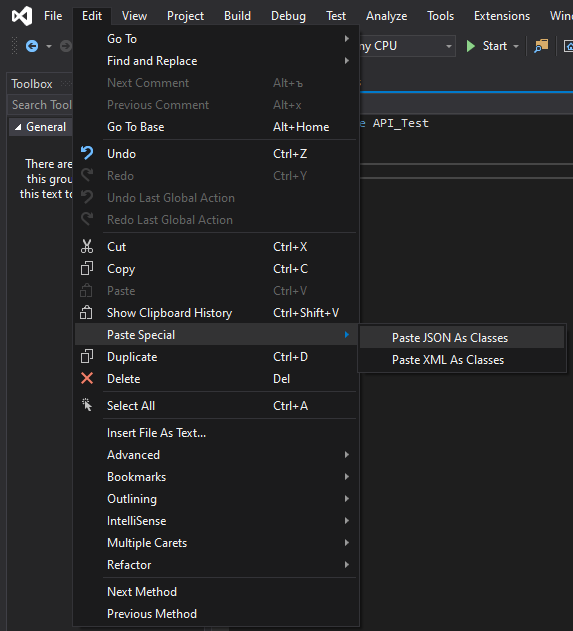 File Edit View Project Build Debug Test Analyze Tools Extensions Win
ny CPU Start
Toolbox
Search Tool
General
There are
this grou
this text to
e API_Test
Go To
Find and Replace
Next Comment Alt+ъ
Previous Comment Alt+x
Go To Base Alt+Home
Undo Ctrl+Z
Redo Ctrl+Y
Undo Last Global Action
Redo Last Global Action
Cut Ctrl+X
Copy Ctrl+C
Paste Ctrl+V
Show Clipboard History Ctrl+Shift+V
Paste Special
Paste JSON As Classes
Paste XML As Classes
Duplicate Ctrl+D
Delete Del
Select All Ctrl+A
Insert File As Text...
Advanced
Bookmarks
Outlining
IntelliSense
Multiple Carets
Refactor
Next Method
Previous Method